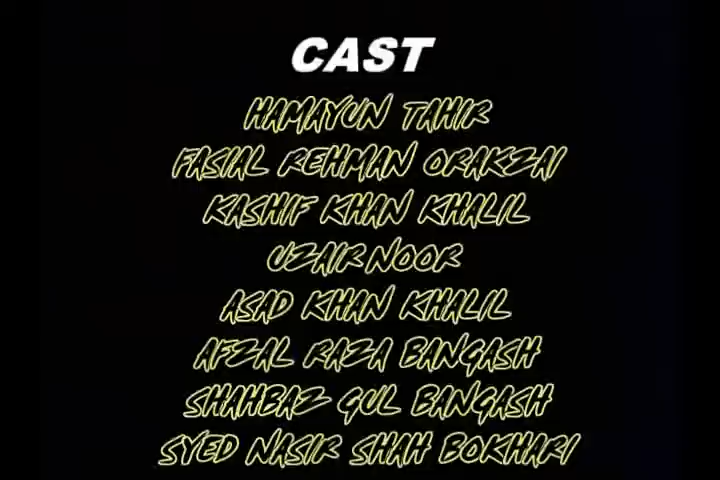 CAST
HAMAYUN TAHIR
FASIAL REHMAN ORAKZAI
KASHIF KHAN KHALIL
UZAIR NOOR
ASAD KHAN KHALIL
AFZAL RAZA BANGASH
SHAHBAZ GUL BANGASH
SYED NASIR SHAH BOKHARI